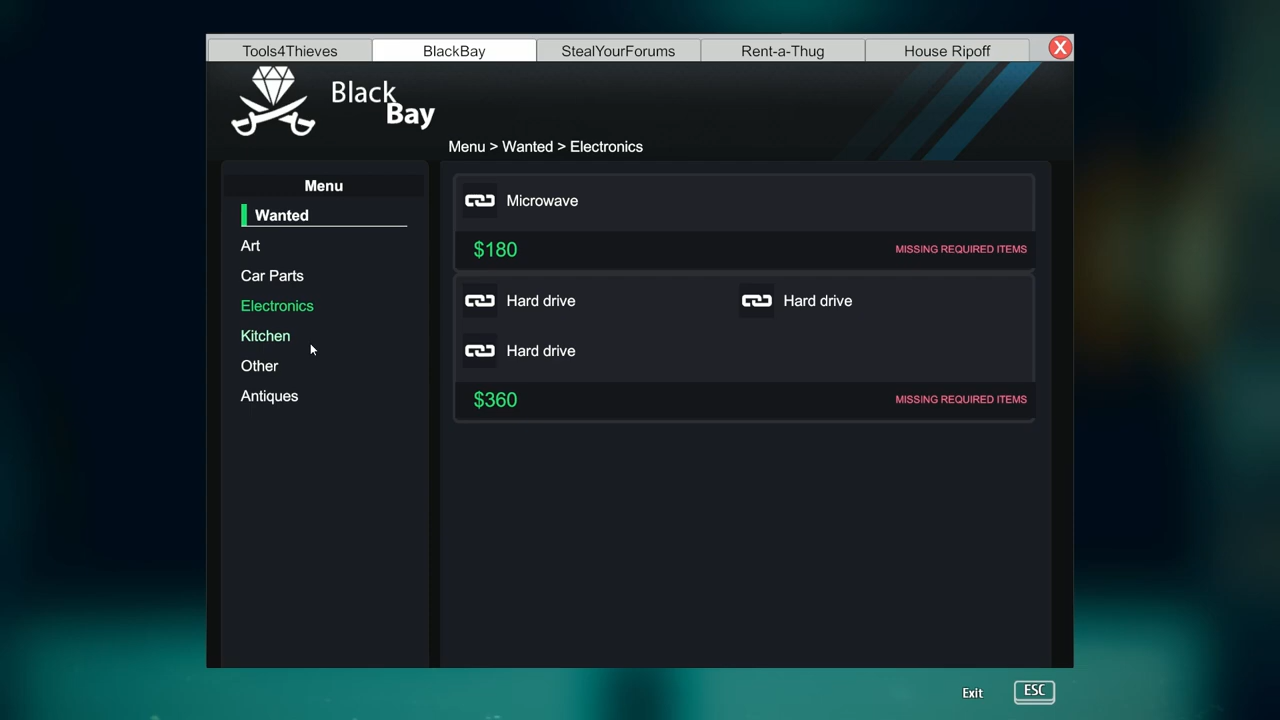 Tools4Thieves BlackBay StealYourForums Rent-a-Thug House Ripoff X
Black
Bay
Menu > Wanted > Electronics
Menu
Wanted
Art
Car Parts
Electronics
Kitchen
Other
Antiques
Microwave
$180 MISSING REQUIRED ITEMS
Hard drive Hard drive
Hard drive
$360 MISSING REQUIRED ITEMS
Exit ESC